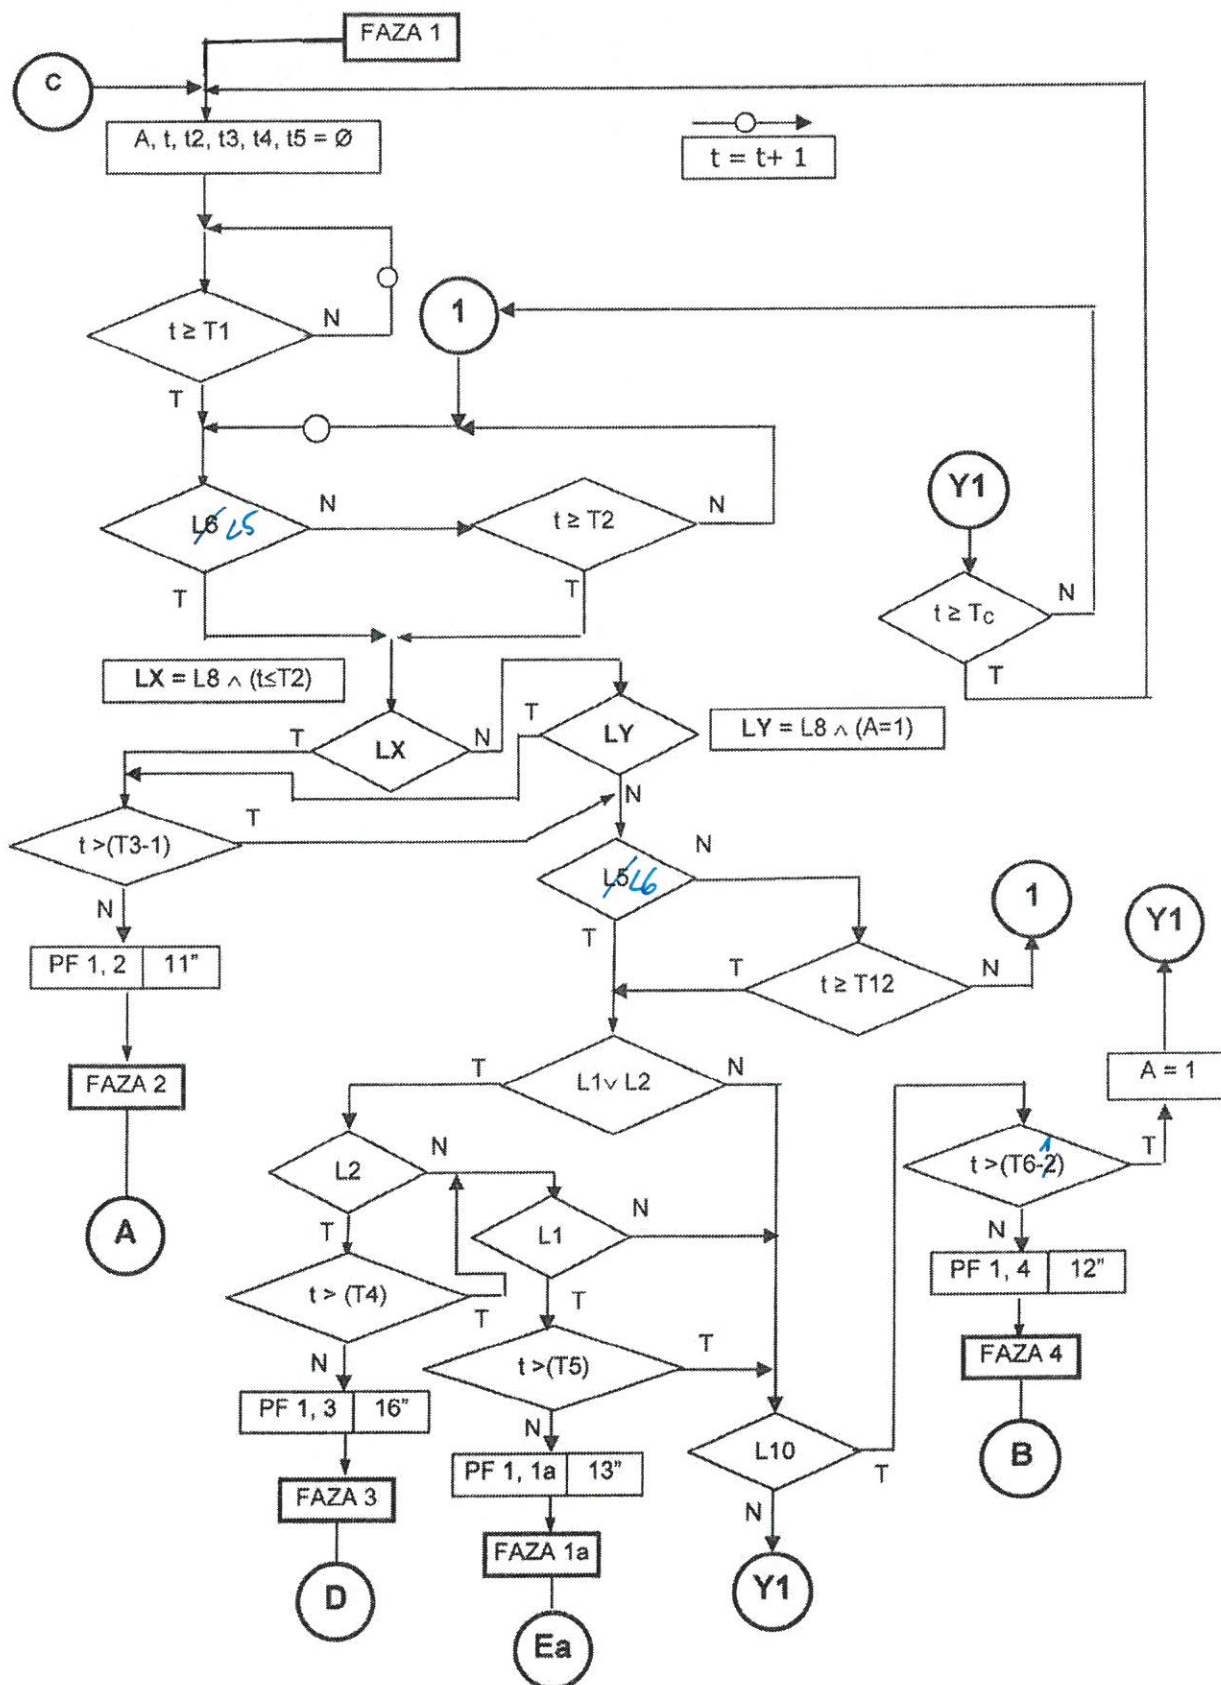 FAZA 1
C
A, t, t2, t3, t4, t5 = Ø
t = t+ 1
t ≥ T1
N
T
1
L6 L5
N
T
t ≥ T2
N
T
Y1
t ≥ Tc
N
T
LX = L8 ∧ (t≤T2)
LX
T
N
LY
T
N
LY = L8 ∧ (A=1)
t >(T3-1)
T
N
PF 1, 2 11"
FAZA 2
A
L5 L6
N
T
t ≥ T12
T
N
1
Y1
A = 1
L1∨ L2
T
N
t >(T6-2) 1
T
N
PF 1, 4 12"
FAZA 4
B
L2
N
T
L1
N
T
t > (T4)
T
N
PF 1, 3 16"
FAZA 3
D
t >(T5)
T
N
PF 1, 1a 13"
FAZA 1a
Ea
L10
T
N
Y1